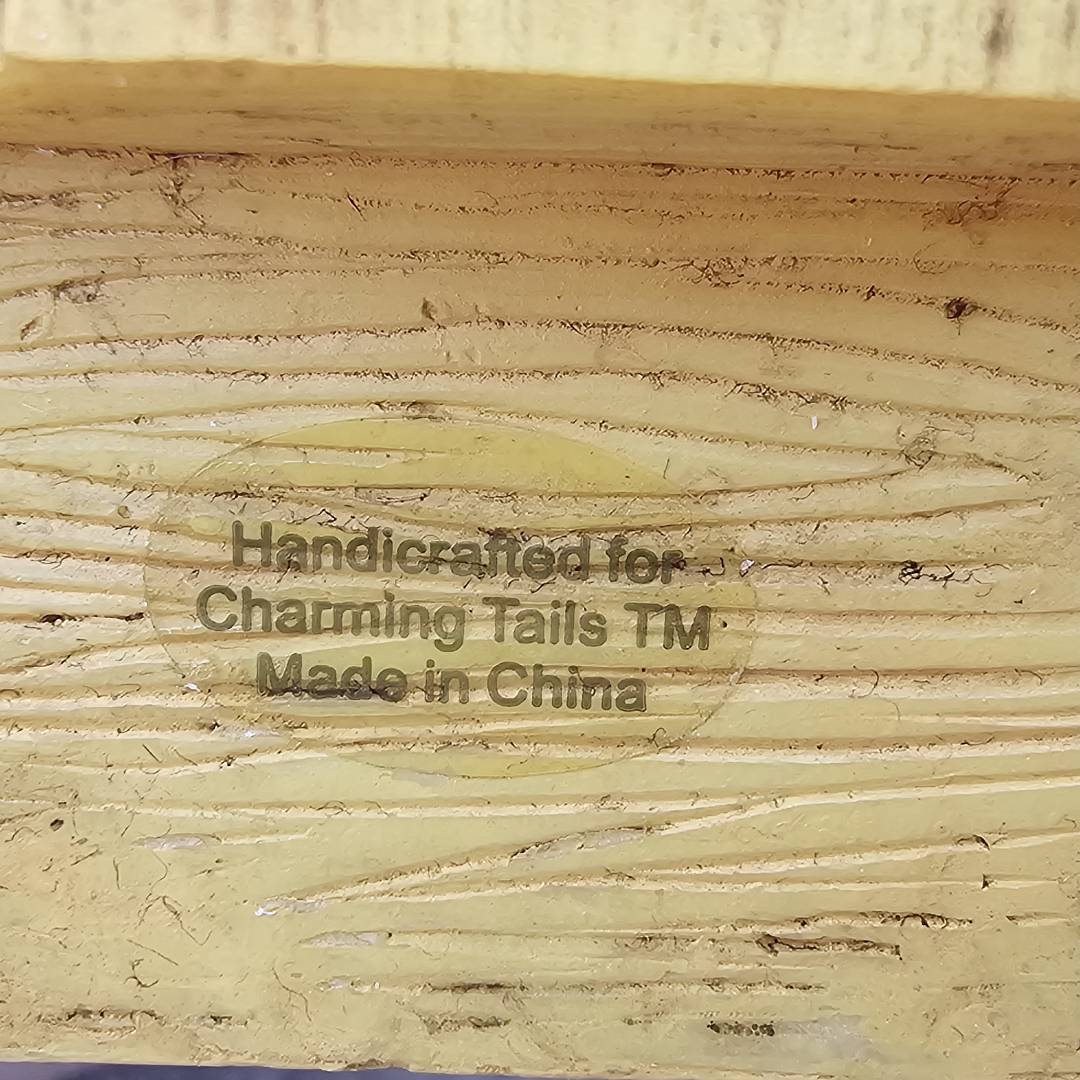 Handicrafted for
Charming Tails TM
Made in China